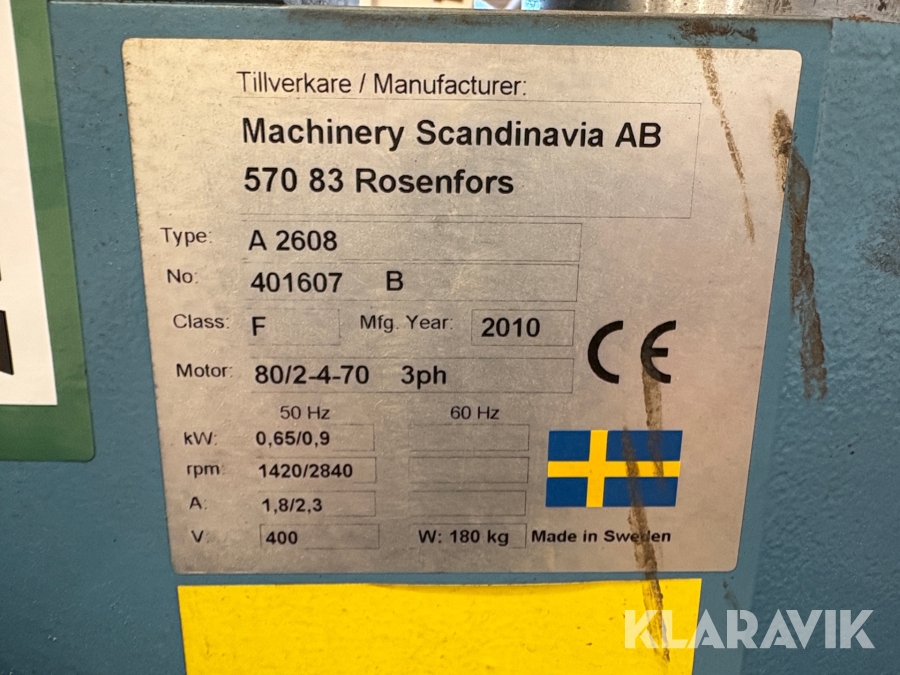 Tillverkare / Manufacturer:
Machinery Scandinavia AB
570 83 Rosenfors
Type: A 2608
No: 401607 B
Class: F Mfg. Year: 2010
CE
Motor: 80/2-4-70 3ph
50 Hz 60 Hz
kW: 0,65/0,9
rpm 1420/2840
A: 1,8/2,3
V 400 W: 180 kg Made in Sweden
KLARAVIK